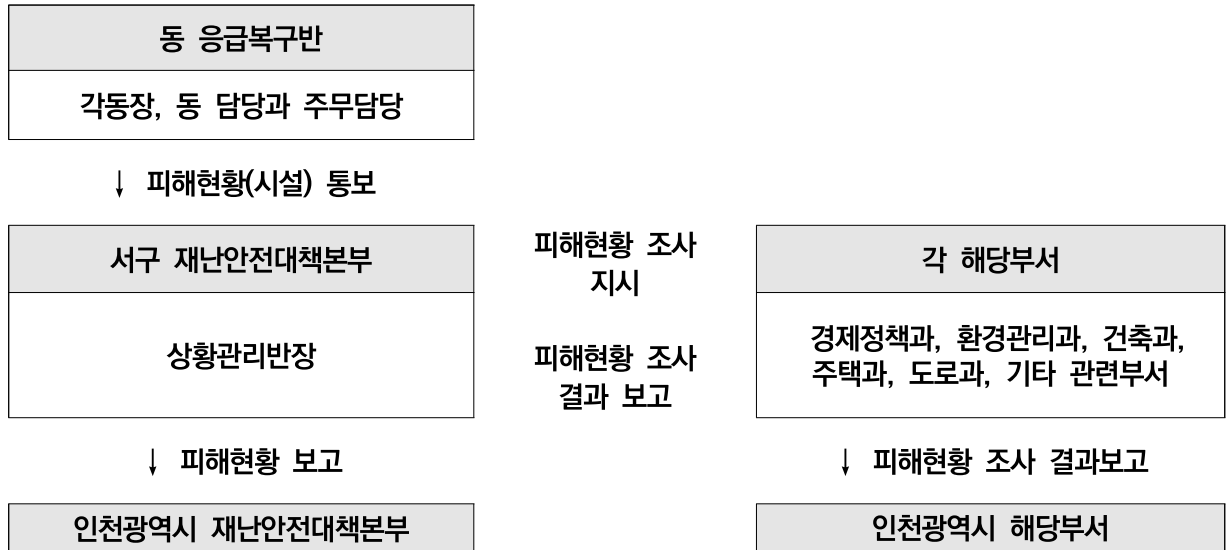 동 응급복구반
각동장, 동 담당과 주무담당
↓ 피해현황(시설) 통보
서구 재난안전대책본부
상황관리반장
피해현황 조사
지시
피해현황 조사
결과 보고
각 해당부서
경제정책과, 환경관리과, 건축과,
주택과, 도로과, 기타 관련부서
↓ 피해현황 보고
↓ 피해현황 조사 결과보고
인천광역시 재난안전대책본부
인천광역시 해당부서